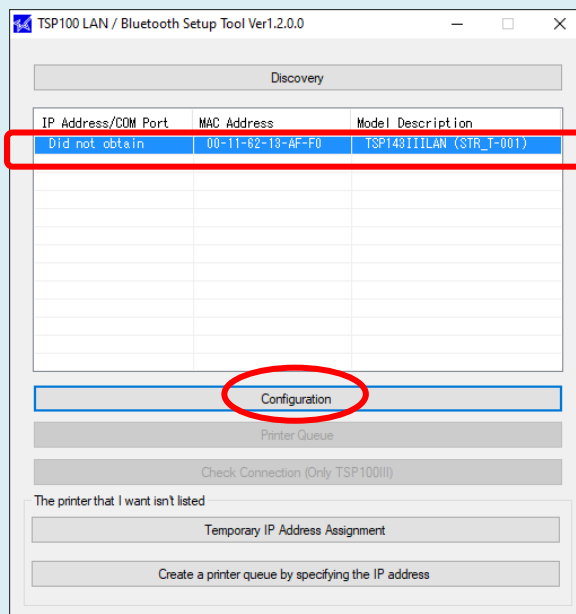 TSP100 LAN / Bluetooth Setup Tool Ver1.2.0.0
Discovery
IP Address/COM Port MAC Address Model Description
Did not obtain 00-11-62-13-AF-F0 TSP143IIILAN (STR_T-001)
Configuration
Printer Queue
Check Connection (Only TSP100III)
The printer that I want isn't listed
Temporary IP Address Assignment
Create a printer queue by specifying the IP address